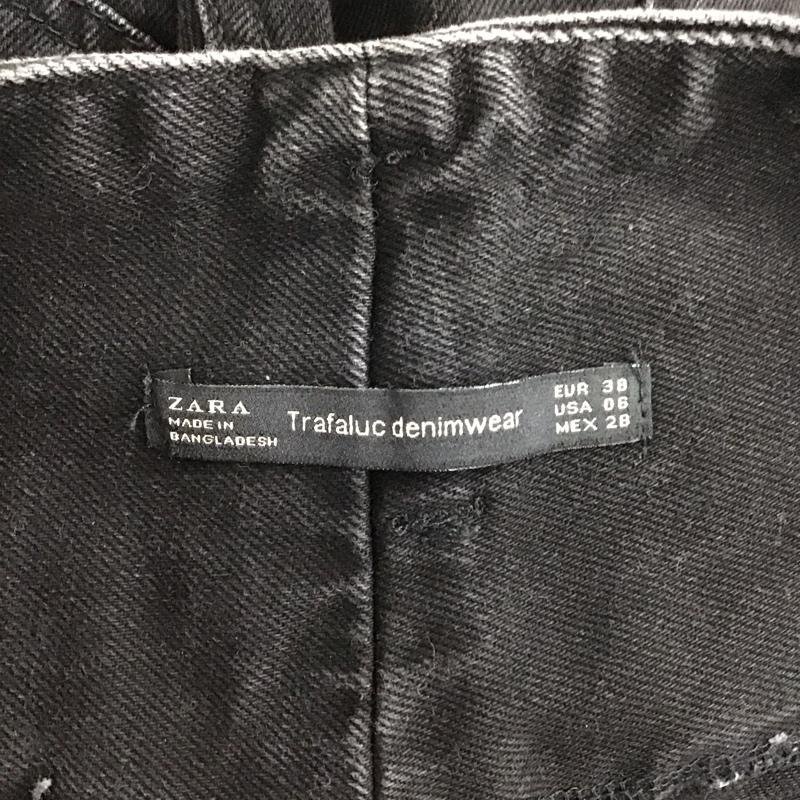 ZARA
MADE IN
BANGLADESH
Trafaluc denimwear
EUR 38
USA 06
MEX 28